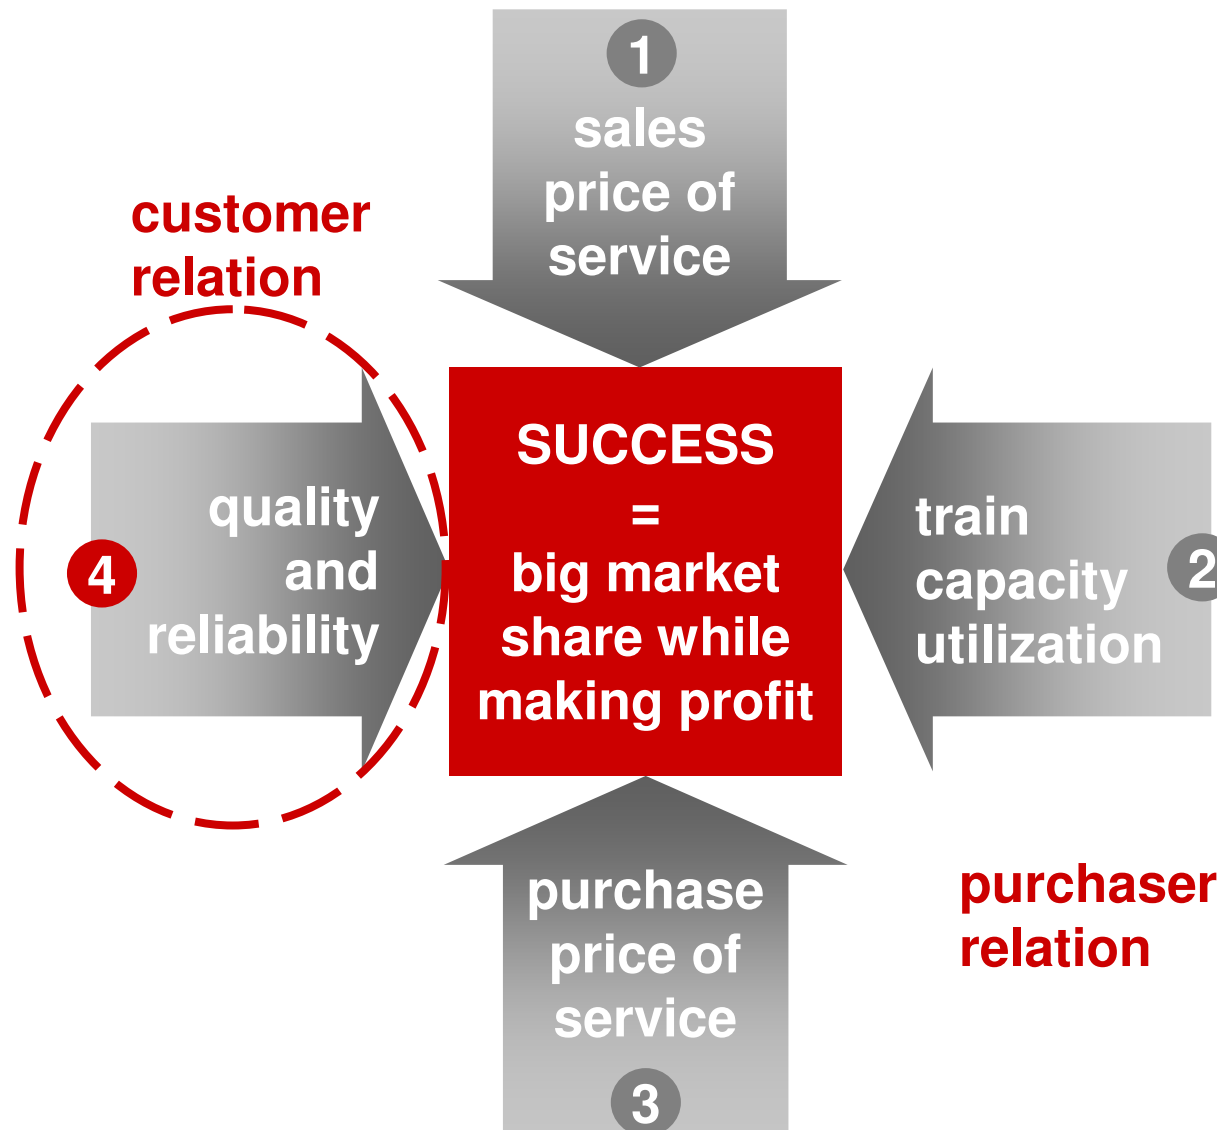 1
sales
price of
service
customer
relation
SUCCESS
=
big market
share while
making profit
quality
and
reliability
4
train
capacity
utilization
2
purchase
price of
service
3
purchaser
relation